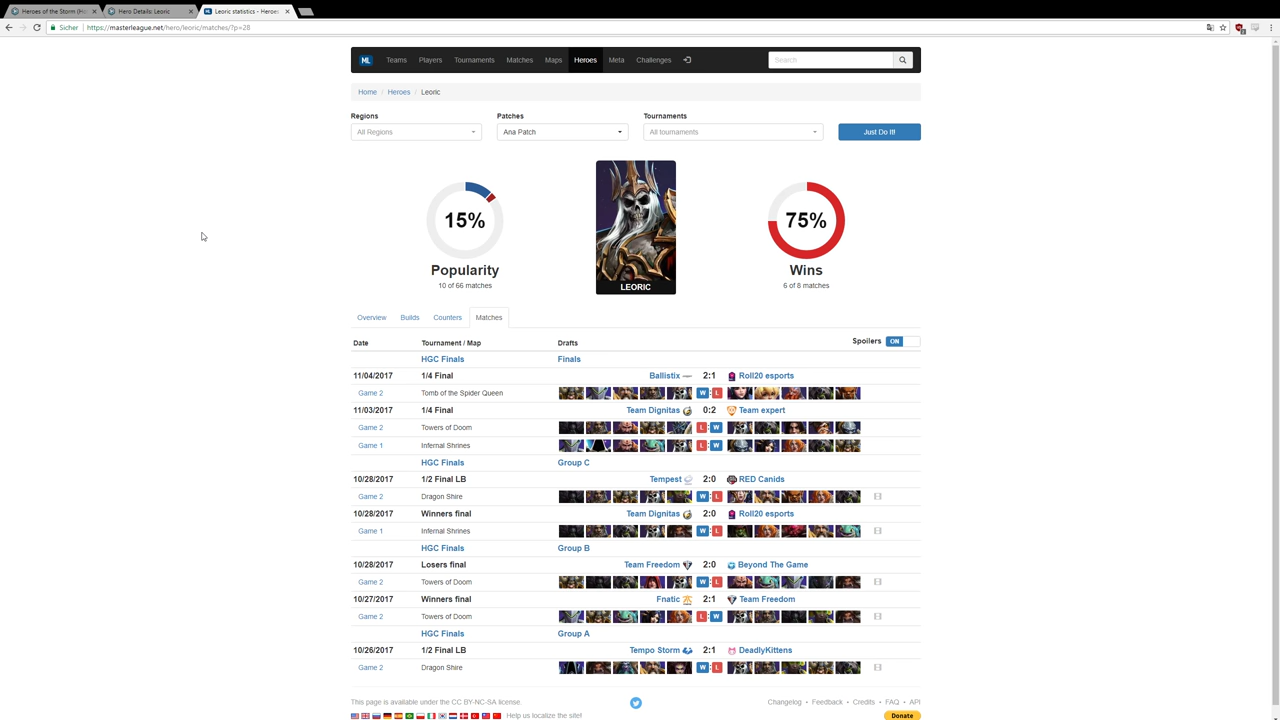 Heroes of the Storm (He
Hero Details: Leoric
Leoric statistics - Heroes
Sicher
https://masterleague.net/hero/leoric/matches/?p=28
ML Teams Players Tournaments Matches Maps Heroes Meta Challenges Search
Home / Heroes / Leoric
Regions Patches Tournaments
All Regions Ana Patch All tournaments Just Do It!
15% LEORIC 75%
Popularity Wins
10 of 66 matches 6 of 8 matches
Overview Builds Counters Matches
Date Tournament / Map Drafts Spoilers ON
HGC Finals Finals
11/04/2017 1/4 Final Ballistix 2:1 Roll20 esports
Game 2 Tomb of the Spider Queen W : L
11/03/2017 1/4 Final Team Dignitas 0:2 Team expert
Game 2 Towers of Doom L : W
Game 1 Infernal Shrines L : W
HGC Finals Group C
10/28/2017 1/2 Final LB Tempest 2:0 RED Canids
Game 2 Dragon Shire W : L
10/28/2017 Winners final Team Dignitas 2:0 Roll20 esports
Game 1 Infernal Shrines W : L
HGC Finals Group B
10/28/2017 Losers final Team Freedom 2:0 Beyond The Game
Game 2 Towers of Doom W : L
10/27/2017 Winners final Fnatic 2:1 Team Freedom
Game 2 Towers of Doom L : W
HGC Finals Group A
10/26/2017 1/2 Final LB Tempo Storm 2:1 DeadlyKittens
Game 2 Dragon Shire W : L
This page is available under the CC BY-NC-SA license. Changelog • Feedback • Credits • FAQ • API
Help us localize the site! Donate